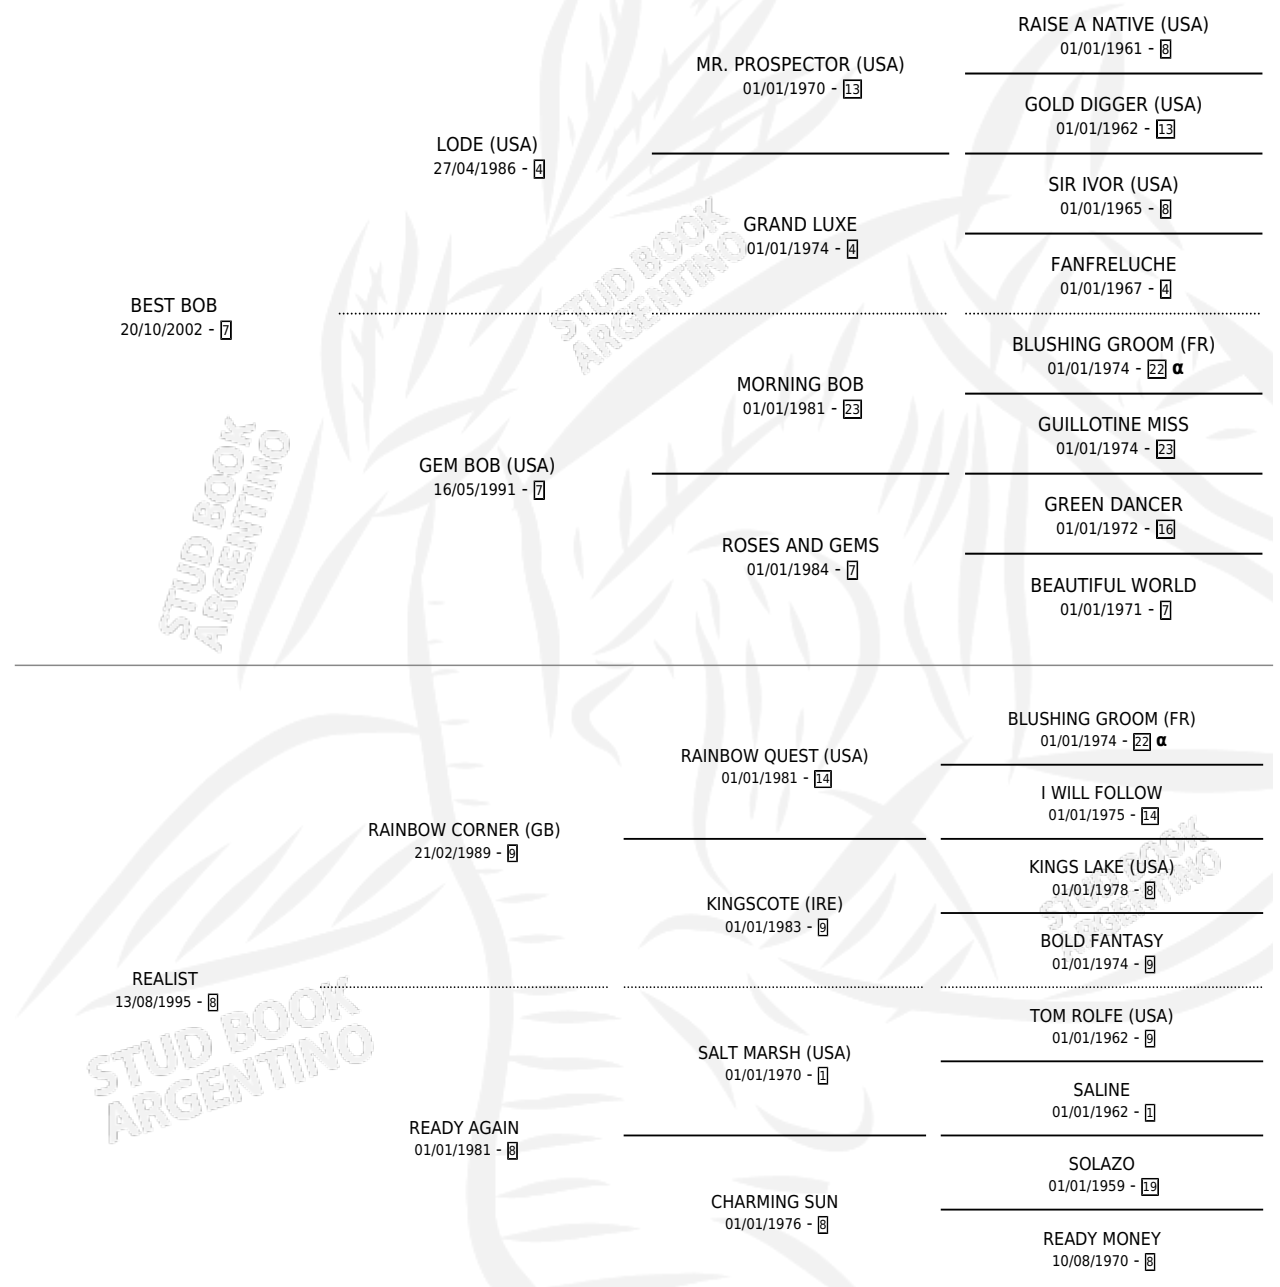 RAISE A NATIVE (USA)
01/01/1961 - 8
MR. PROSPECTOR (USA)
01/01/1970 - 13
GOLD DIGGER (USA)
01/01/1962 - 13
LODE (USA)
27/04/1986 - 4
SIR IVOR (USA)
01/01/1965 - 8
GRAND LUXE
01/01/1974 - 4
FANFRELUCHE
01/01/1967 - 4
BEST BOB
20/10/2002 - 7
BLUSHING GROOM (FR)
01/01/1974 - 22 α
MORNING BOB
01/01/1981 - 23
GUILLOTINE MISS
01/01/1974 - 23
GEM BOB (USA)
16/05/1991 - 7
GREEN DANCER
01/01/1972 - 16
ROSES AND GEMS
01/01/1984 - 7
BEAUTIFUL WORLD
01/01/1971 - 7
STUD BOOK
ARGENTINO
STUD BOOK
ARGENTINO
BLUSHING GROOM (FR)
01/01/1974 - 22 α
RAINBOW QUEST (USA)
01/01/1981 - 14
I WILL FOLLOW
01/01/1975 - 14
RAINBOW CORNER (GB)
21/02/1989 - 9
KINGS LAKE (USA)
01/01/1978 - 8
KINGSCOTE (IRE)
01/01/1983 - 9
BOLD FANTASY
01/01/1974 - 9
REALIST
13/08/1995 - 8
TOM ROLFE (USA)
01/01/1962 - 9
SALT MARSH (USA)
01/01/1970 - 1
SALINE
01/01/1962 - 1
READY AGAIN
01/01/1981 - 8
SOLAZO
01/01/1959 - 19
CHARMING SUN
01/01/1976 - 8
READY MONEY
10/08/1970 - 8
STUD BOOK
ARGENTINO
STUD BOOK
ARGENTINO